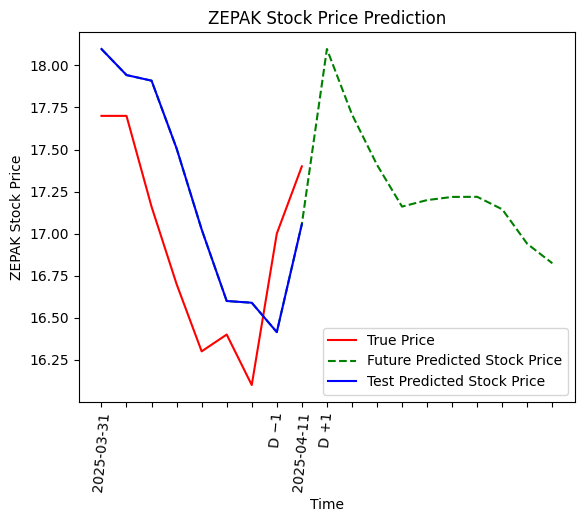 ZEPAK Stock Price Prediction
ZEPAK Stock Price
18.00
17.75
17.50
17.25
17.00
16.75
16.50
16.25
True Price
Future Predicted Stock Price
Test Predicted Stock Price
2025-03-31
D −1
2025-04-11
D +1
Time